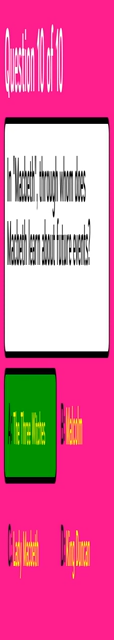 Question 10 of 10
In "Macbeth", through whom does
Macbeth learn about future events?
A: The Three Witches
B: Malcolm
C: Lady Macbeth
D: King Duncan